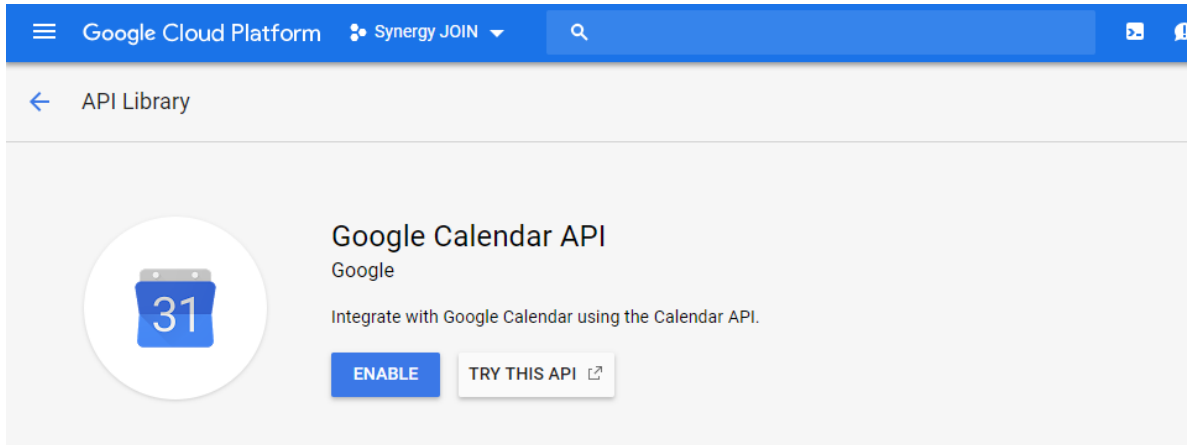 Google Cloud Platform Synergy JOIN
API Library
31
Google Calendar API
Google
Integrate with Google Calendar using the Calendar API.
ENABLE TRY THIS API